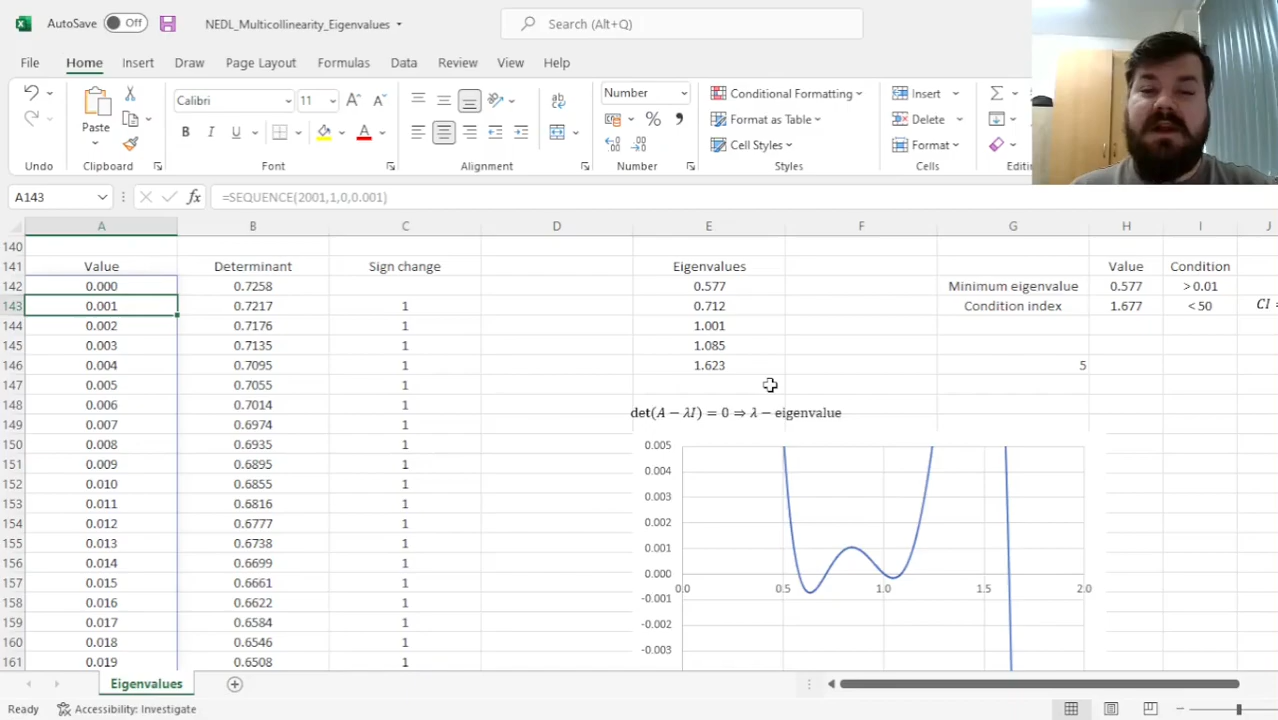 AutoSave Off NEDL_Multicollinearity_Eigenvalues Search (Alt+Q)
File Home Insert Draw Page Layout Formulas Data Review View Help
Calibri 11 Number Conditional Formatting Insert
Paste Format as Table Delete
B I U A Cell Styles Format
Undo Clipboard Font Alignment Number Styles Cells Editin
A143 fx =SEQUENCE(2001,1,0,0.001)
A B C D E F G H I J
140
141 Value Determinant Sign change Eigenvalues Value Condition
142 0.000 0.7258 0.577 Minimum eigenvalue 0.577 > 0.01
143 0.001 0.7217 1 0.712 Condition index 1.677 < 50 CI =
144 0.002 0.7176 1 1.001
145 0.003 0.7135 1 1.085
146 0.004 0.7095 1 1.623 5
147 0.005 0.7055 1
148 0.006 0.7014 1 det(A − λI) = 0 ⇒ λ − eigenvalue
149 0.007 0.6974 1
150 0.008 0.6935 1
151 0.009 0.6895 1
152 0.010 0.6855 1
153 0.011 0.6816 1
154 0.012 0.6777 1
155 0.013 0.6738 1
156 0.014 0.6699 1
157 0.015 0.6661 1
158 0.016 0.6622 1
159 0.017 0.6584 1
160 0.018 0.6546 1
161 0.019 0.6508 1
0.005
0.004
0.003
0.002
0.001
0.000
0.0 0.5 1.0 1.5 2.0
-0.001
-0.002
-0.003
Eigenvalues
Ready Accessibility: Investigate